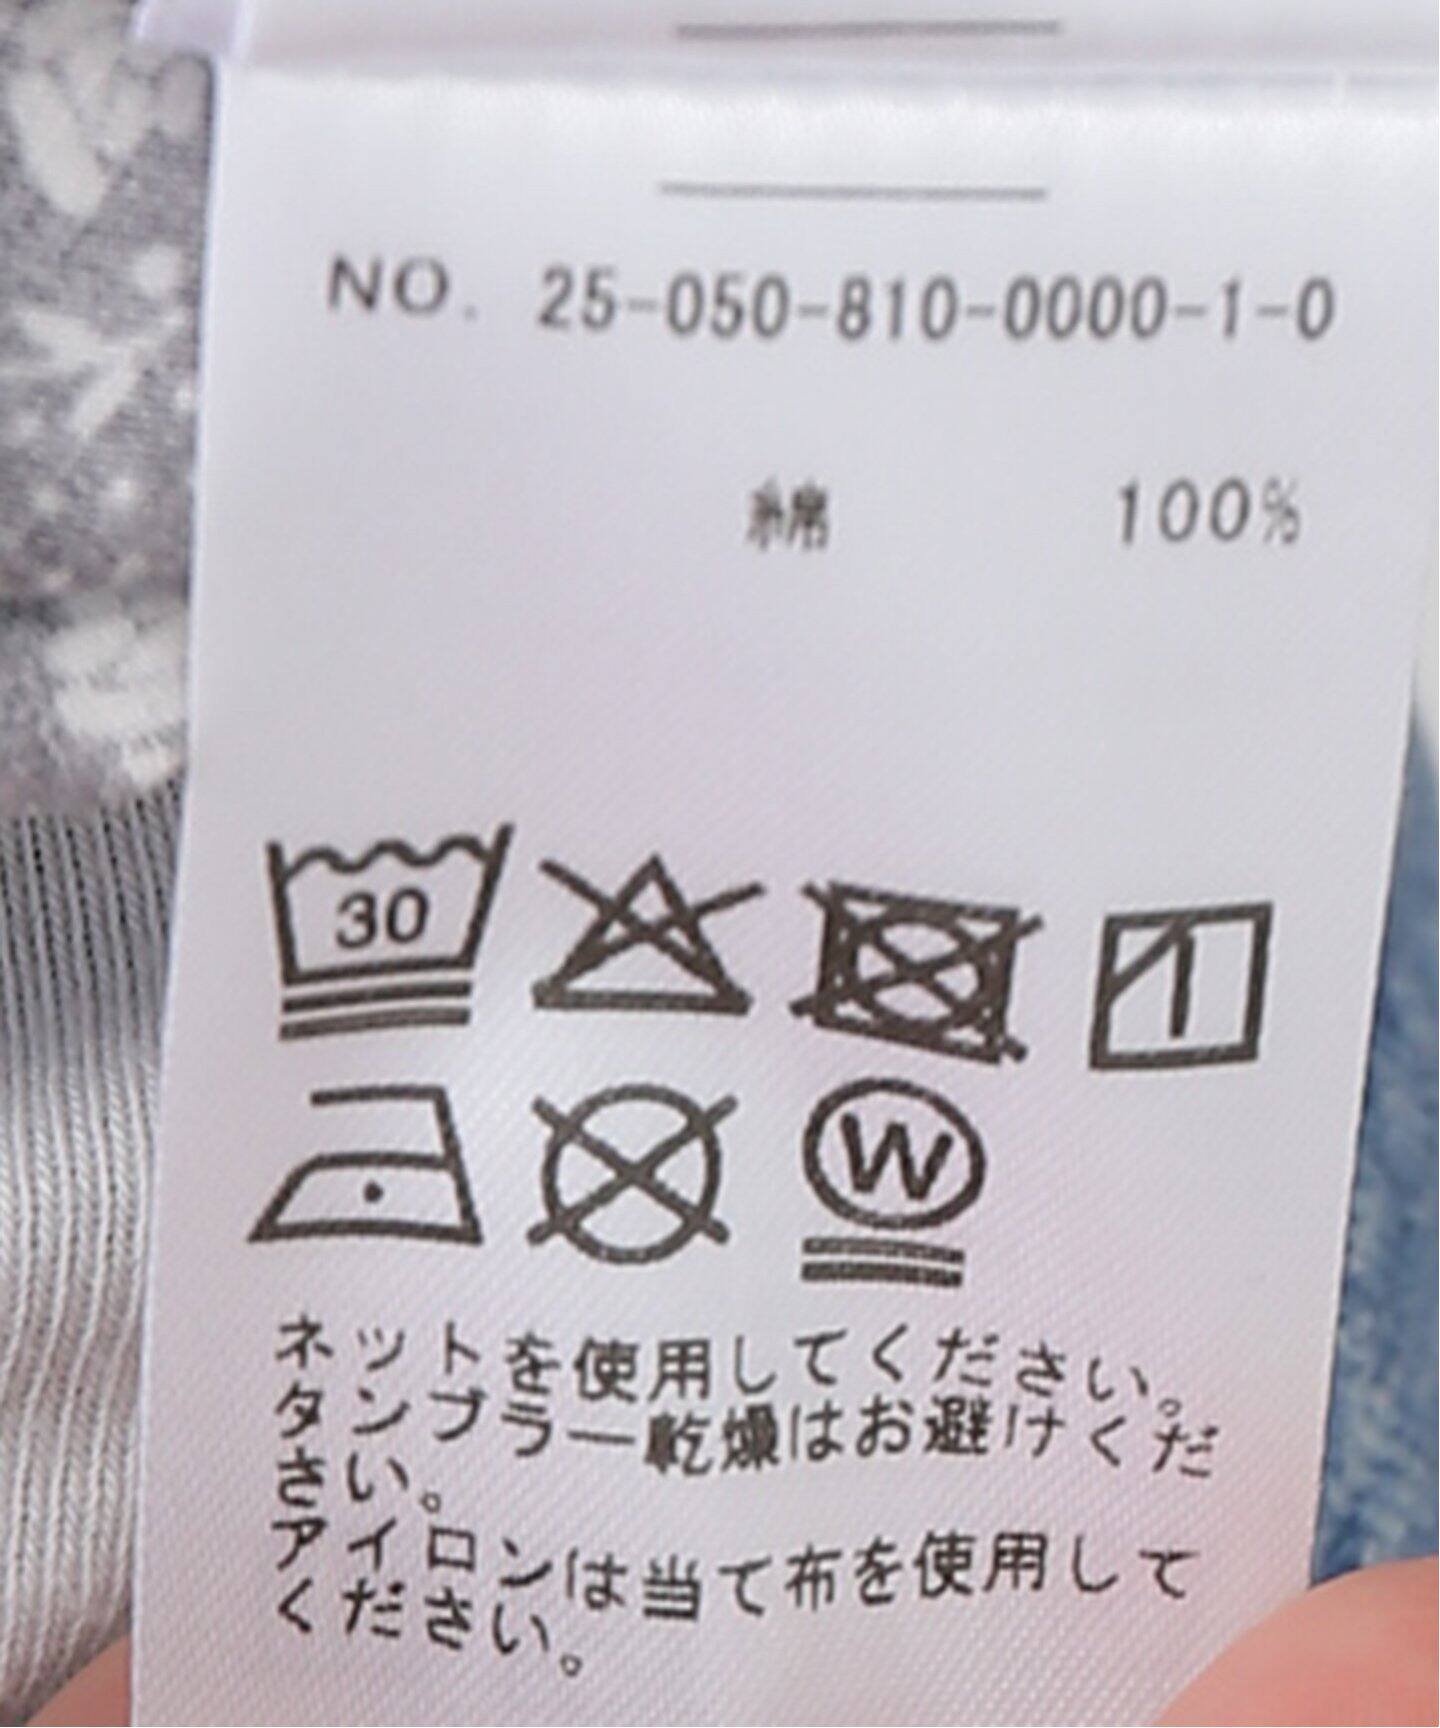 NO. 25-050-810-0000-1-0
綿 100%
30
W
ネットを使用してください。
タンブラー乾燥はお避けくだ
さい。
アイロンは当て布を使用して
ください。